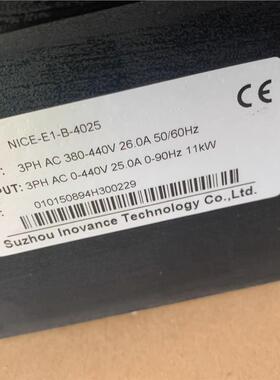 NICE-E1-B-4025
CE
: 3PH AC 380-440V 26.0A 50/60Hz
PUT: 3PH AC 0-440V 25.0A 0-90Hz 11kW
: 010150894H300229
Suzhou Inovance Technology Co.,Ltd.